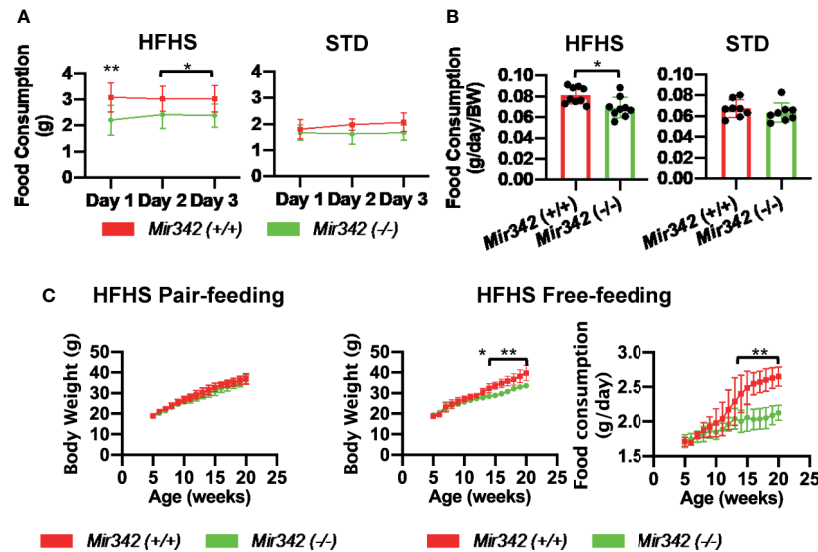 A
HFHS
STD
Food Consumption
(g)
**
*
4
3
2
1
0
Day 1 Day 2 Day 3
4
3
2
1
0
Day 1 Day 2 Day 3
Mir342 (+/+)
Mir342 (-/-)
B
HFHS
STD
Food Consumption
(g/day/BW)
*
0.10
0.08
0.06
0.04
0.02
0.00
Mir342 (+/+)
Mir342 (-/-)
0.10
0.08
0.06
0.04
0.02
0.00
Mir342 (+/+)
Mir342 (-/-)
C
HFHS Pair-feeding
HFHS Free-feeding
Body Weight (g)
50
40
30
20
10
0
0 5 10 15 20 25
Age (weeks)
Body Weight (g)
* **
50
40
30
20
10
0
0 5 10 15 20 25
Age (weeks)
Food consumption
(g/day)
**
3.0
2.5
2.0
1.5
0 5 10 15 20 25
Age (weeks)
Mir342 (+/+)
Mir342 (-/-)
Mir342 (+/+)
Mir342 (-/-)